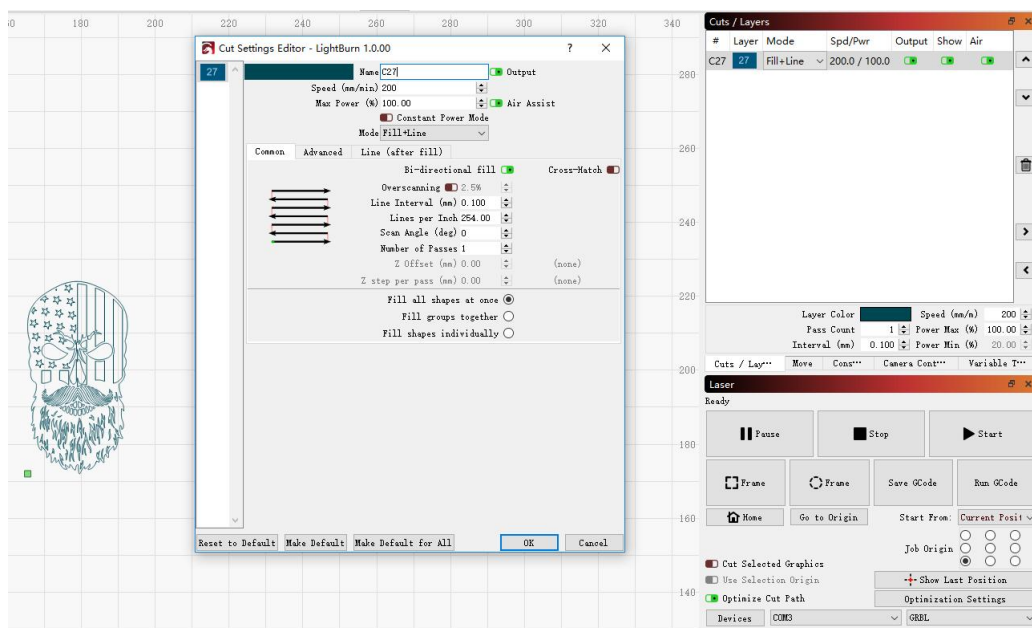 60 180 200 220 240 260 280 300 320 340
280
260
240
220
200
180
160
140
Cut Settings Editor - LightBurn 1.0.00 ? ×
27
Name C27 Output
Speed (mm/min) 200
Max Power (%) 100.00 Air Assist
Constant Power Mode
Mode Fill+Line
Common Advanced Line (after fill)
Bi-directional fill Cross-Hatch
Overscanning 2.5%
Line Interval (mm) 0.100
Lines per Inch 254.00
Scan Angle (deg) 0
Number of Passes 1
Z Offset (mm) 0.00 (none)
Z step per pass (mm) 0.00 (none)
Fill all shapes at once
Fill groups together
Fill shapes individually
Reset to Default Make Default Make Default for All OK Cancel
Cuts / Layers
# Layer Mode Spd/Pwr Output Show Air
C27 27 Fill+Line 200.0 / 100.0
Layer Color Speed (mm/m) 200
Pass Count 1 Power Max (%) 100.00
Interval (mm) 0.100 Power Min (%) 20.00
Cuts / Lay··· Move Cons··· Camera Cont··· Variable T···
Laser
Ready
Pause Stop Start
Frame Frame Save GCode Run GCode
Home Go to Origin Start From: Current Posit
Job Origin
Cut Selected Graphics
Use Selection Origin Show Last Position
Optimize Cut Path Optimization Settings
Devices COM3 GRBL